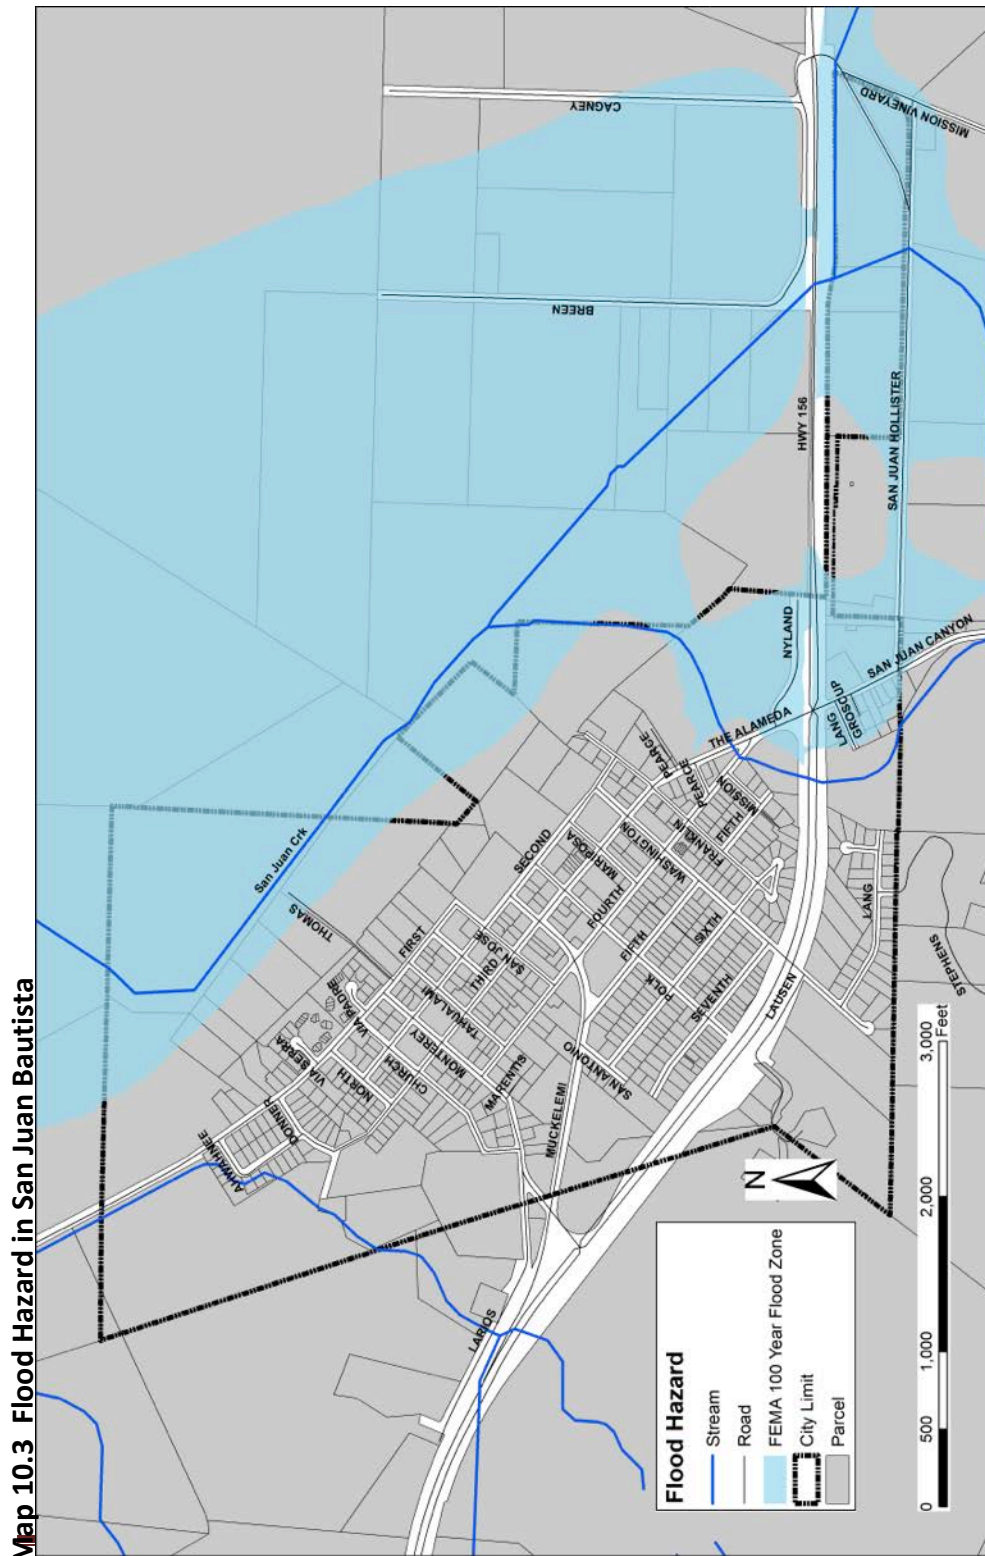 Map 10.3 Flood Hazard in San Juan Bautista
CAGNEY
MISSION VINEYARD
BREEN
HWY 156
SAN JUAN HOLLISTER
NYLAND
SAN JUAN CANYON
THE ALAMEDA
LANG
GROSCUP
PEARCE
PEARCE
MISSION
FIFTH
FRANKLIN
WASHINGTON
MARIPOSA
SECOND
FOURTH
FIFTH
SIXTH
POLK
SEVENTH
LAUSEN
LANG
STEPHENS
San Juan Crk
THOMAS
FIRST
SAN JOSE
THIRD
TAHUALAMI
MONTEREY
CHURCH
NORTH
VIA PADRE
VIA SERRA
DONNER
AHWAHNEE
MARENTIS
MUCKELEMI
SAN ANTONIO
LARIOS
N
Flood Hazard
Stream
Road
FEMA 100 Year Flood Zone
City Limit
Parcel
0 500 1,000 2,000 3,000
Feet